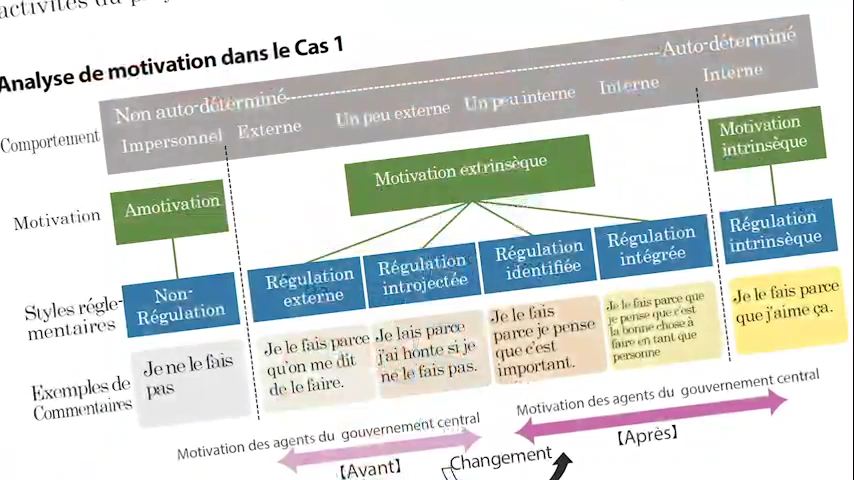 activités du
Analyse de motivation dans le Cas 1
Non auto-déterminé
Auto-déterminé
Comportement
Impersonnel
Externe
Un peu externe
Un peu interne
Interne
Interne
Motivation
Amotivation
Motivation extrinsèque
Motivation
intrinsèque
Styles régle-
mentaires
Non-
Régulation
Régulation
externe
Régulation
introjectée
Régulation
identifiée
Régulation
intégrée
Régulation
intrinsèque
Exemples de
Commentaires
Je ne le fais
pas
Je le fais parce
qu'on me dit
de le faire.
Je lais parce
j'ai honte si je
ne le fais pas.
Je le fais
parce je pense
que c'est
important.
Je le fais parce que
je pense que c'est
la bonne chose à
faire en tant que
personne
Je le fais parce
que j'aime ça.
Motivation des agents du gouvernement central
【Avant】
Changement
Motivation des agents du gouvernement central
【Après】